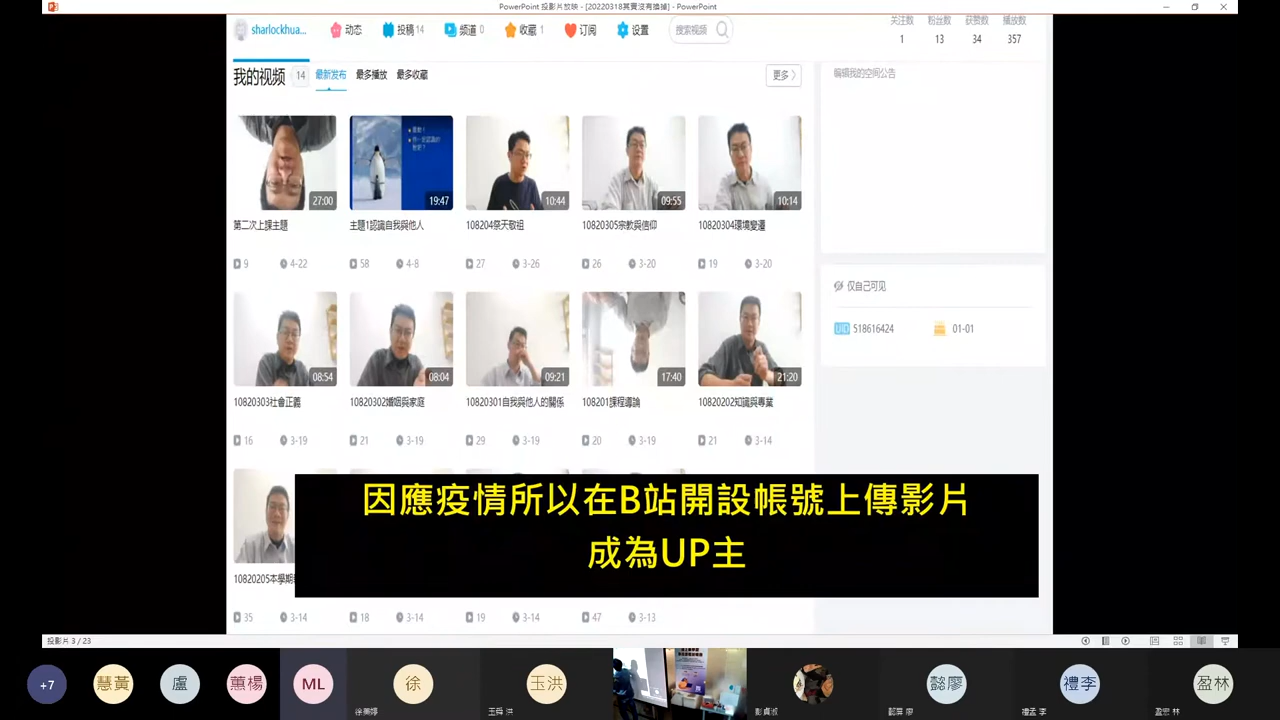 PowerPoint 投影片放映 - [20220318其實沒有搶掉] - PowerPoint
sharlockhua... 动态 投稿 14 频道 0 收藏 1 订阅 设置 搜索视频
关注数 粉丝数 获赞数 播放数
1 13 34 357
我的视频 14 最新发布 最多播放 最多收藏 更多 >
编辑我的空间公告
27:00 19:47 10:44 09:55 10:14
第二次上課主題 主題1認識自我與他人 108204祭天敬祖 10820305宗教與信仰 10820304環境變遷
9 4-22 58 4-8 27 3-26 26 3-20 19 3-20
仅自己可见
UID 518616424 01-01
08:54 08:04 09:21 17:40 21:20
10820303社會正義 10820302婚姻與家庭 10820301自我與他人的關係 108201課程導論 10820202知識與專業
16 3-19 21 3-19 29 3-19 20 3-19 21 3-14
因應疫情所以在B站開設帳號上傳影片
成為UP主
10820205本學期
35 3-14 18 3-14 19 3-14 47 3-13
投影片 3 / 23
+7 慧黃 盧 蕙楊 ML 徐 玉洪 懿廖 禮李 盈林